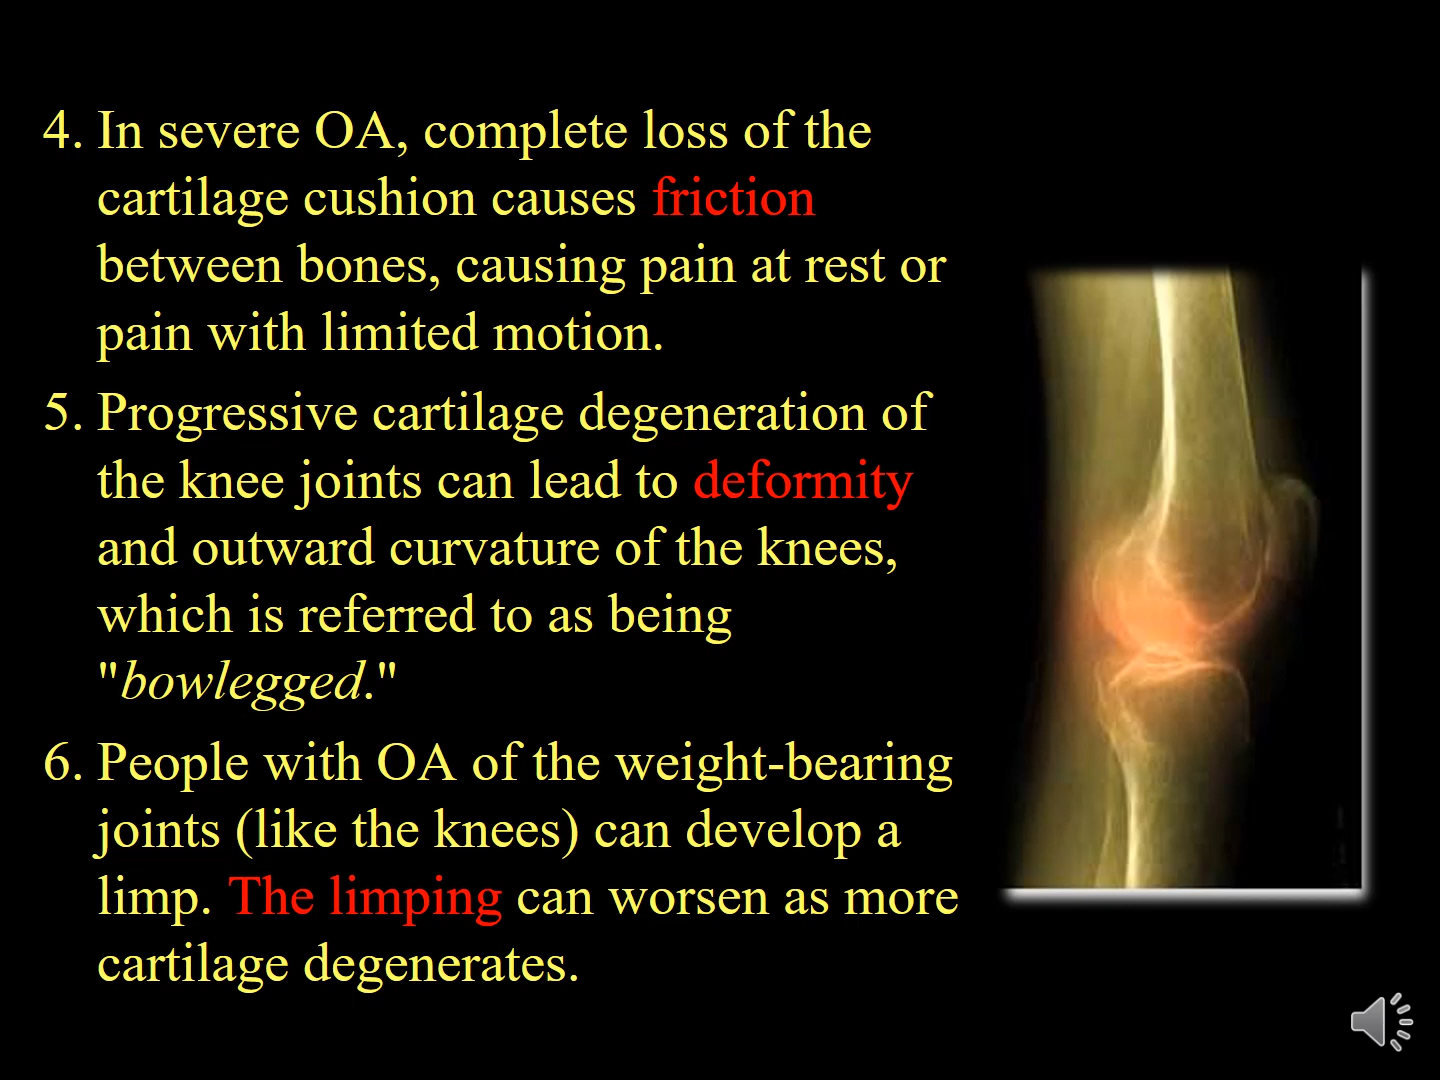 4. In severe OA, complete loss of the
cartilage cushion causes friction
between bones, causing pain at rest or
pain with limited motion.
5. Progressive cartilage degeneration of
the knee joints can lead to deformity
and outward curvature of the knees,
which is referred to as being
"bowlegged."
6. People with OA of the weight-bearing
joints (like the knees) can develop a
limp. The limping can worsen as more
cartilage degenerates.